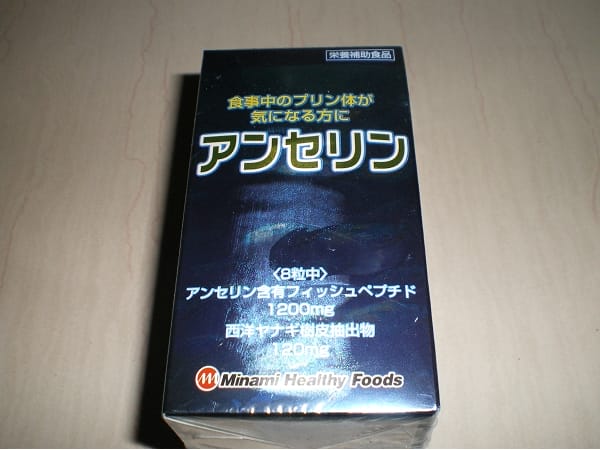 栄養補助食品
食事中のプリン体が
気になる方に
アンセリン
〈8粒中〉
アンセリン含有フィッシュペプチド
1200mg
西洋ヤナギ樹皮抽出物
120mg
Minami Healthy Foods